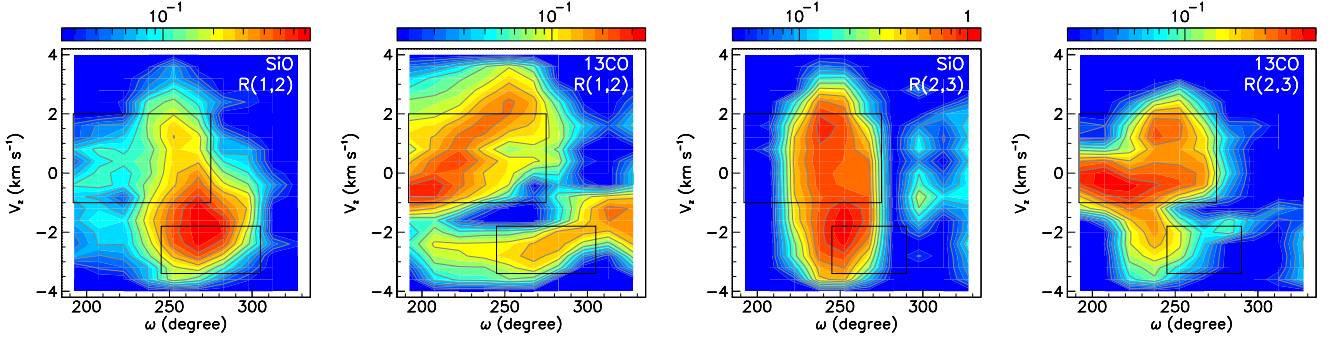 10⁻¹
SiO
R(1,2)
4
2
0
−2
−4
V_z (km s⁻¹)
200 250 300
ω (degree)
10⁻¹
13CO
R(1,2)
4
2
0
−2
−4
V_z (km s⁻¹)
200 250 300
ω (degree)
10⁻¹ 1
SiO
R(2,3)
4
2
0
−2
−4
V_z (km s⁻¹)
200 250 300
ω (degree)
10⁻¹
13CO
R(2,3)
4
2
0
−2
−4
V_z (km s⁻¹)
200 250 300
ω (degree)